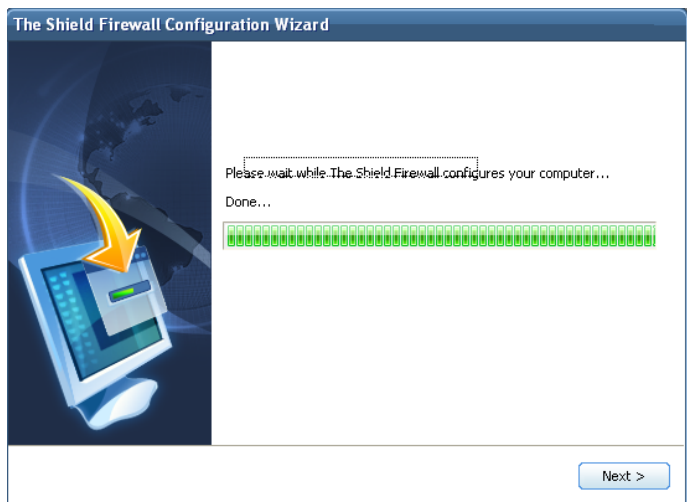 The Shield Firewall Configuration Wizard
Please wait while The Shield Firewall configures your computer...
Done...
Next >